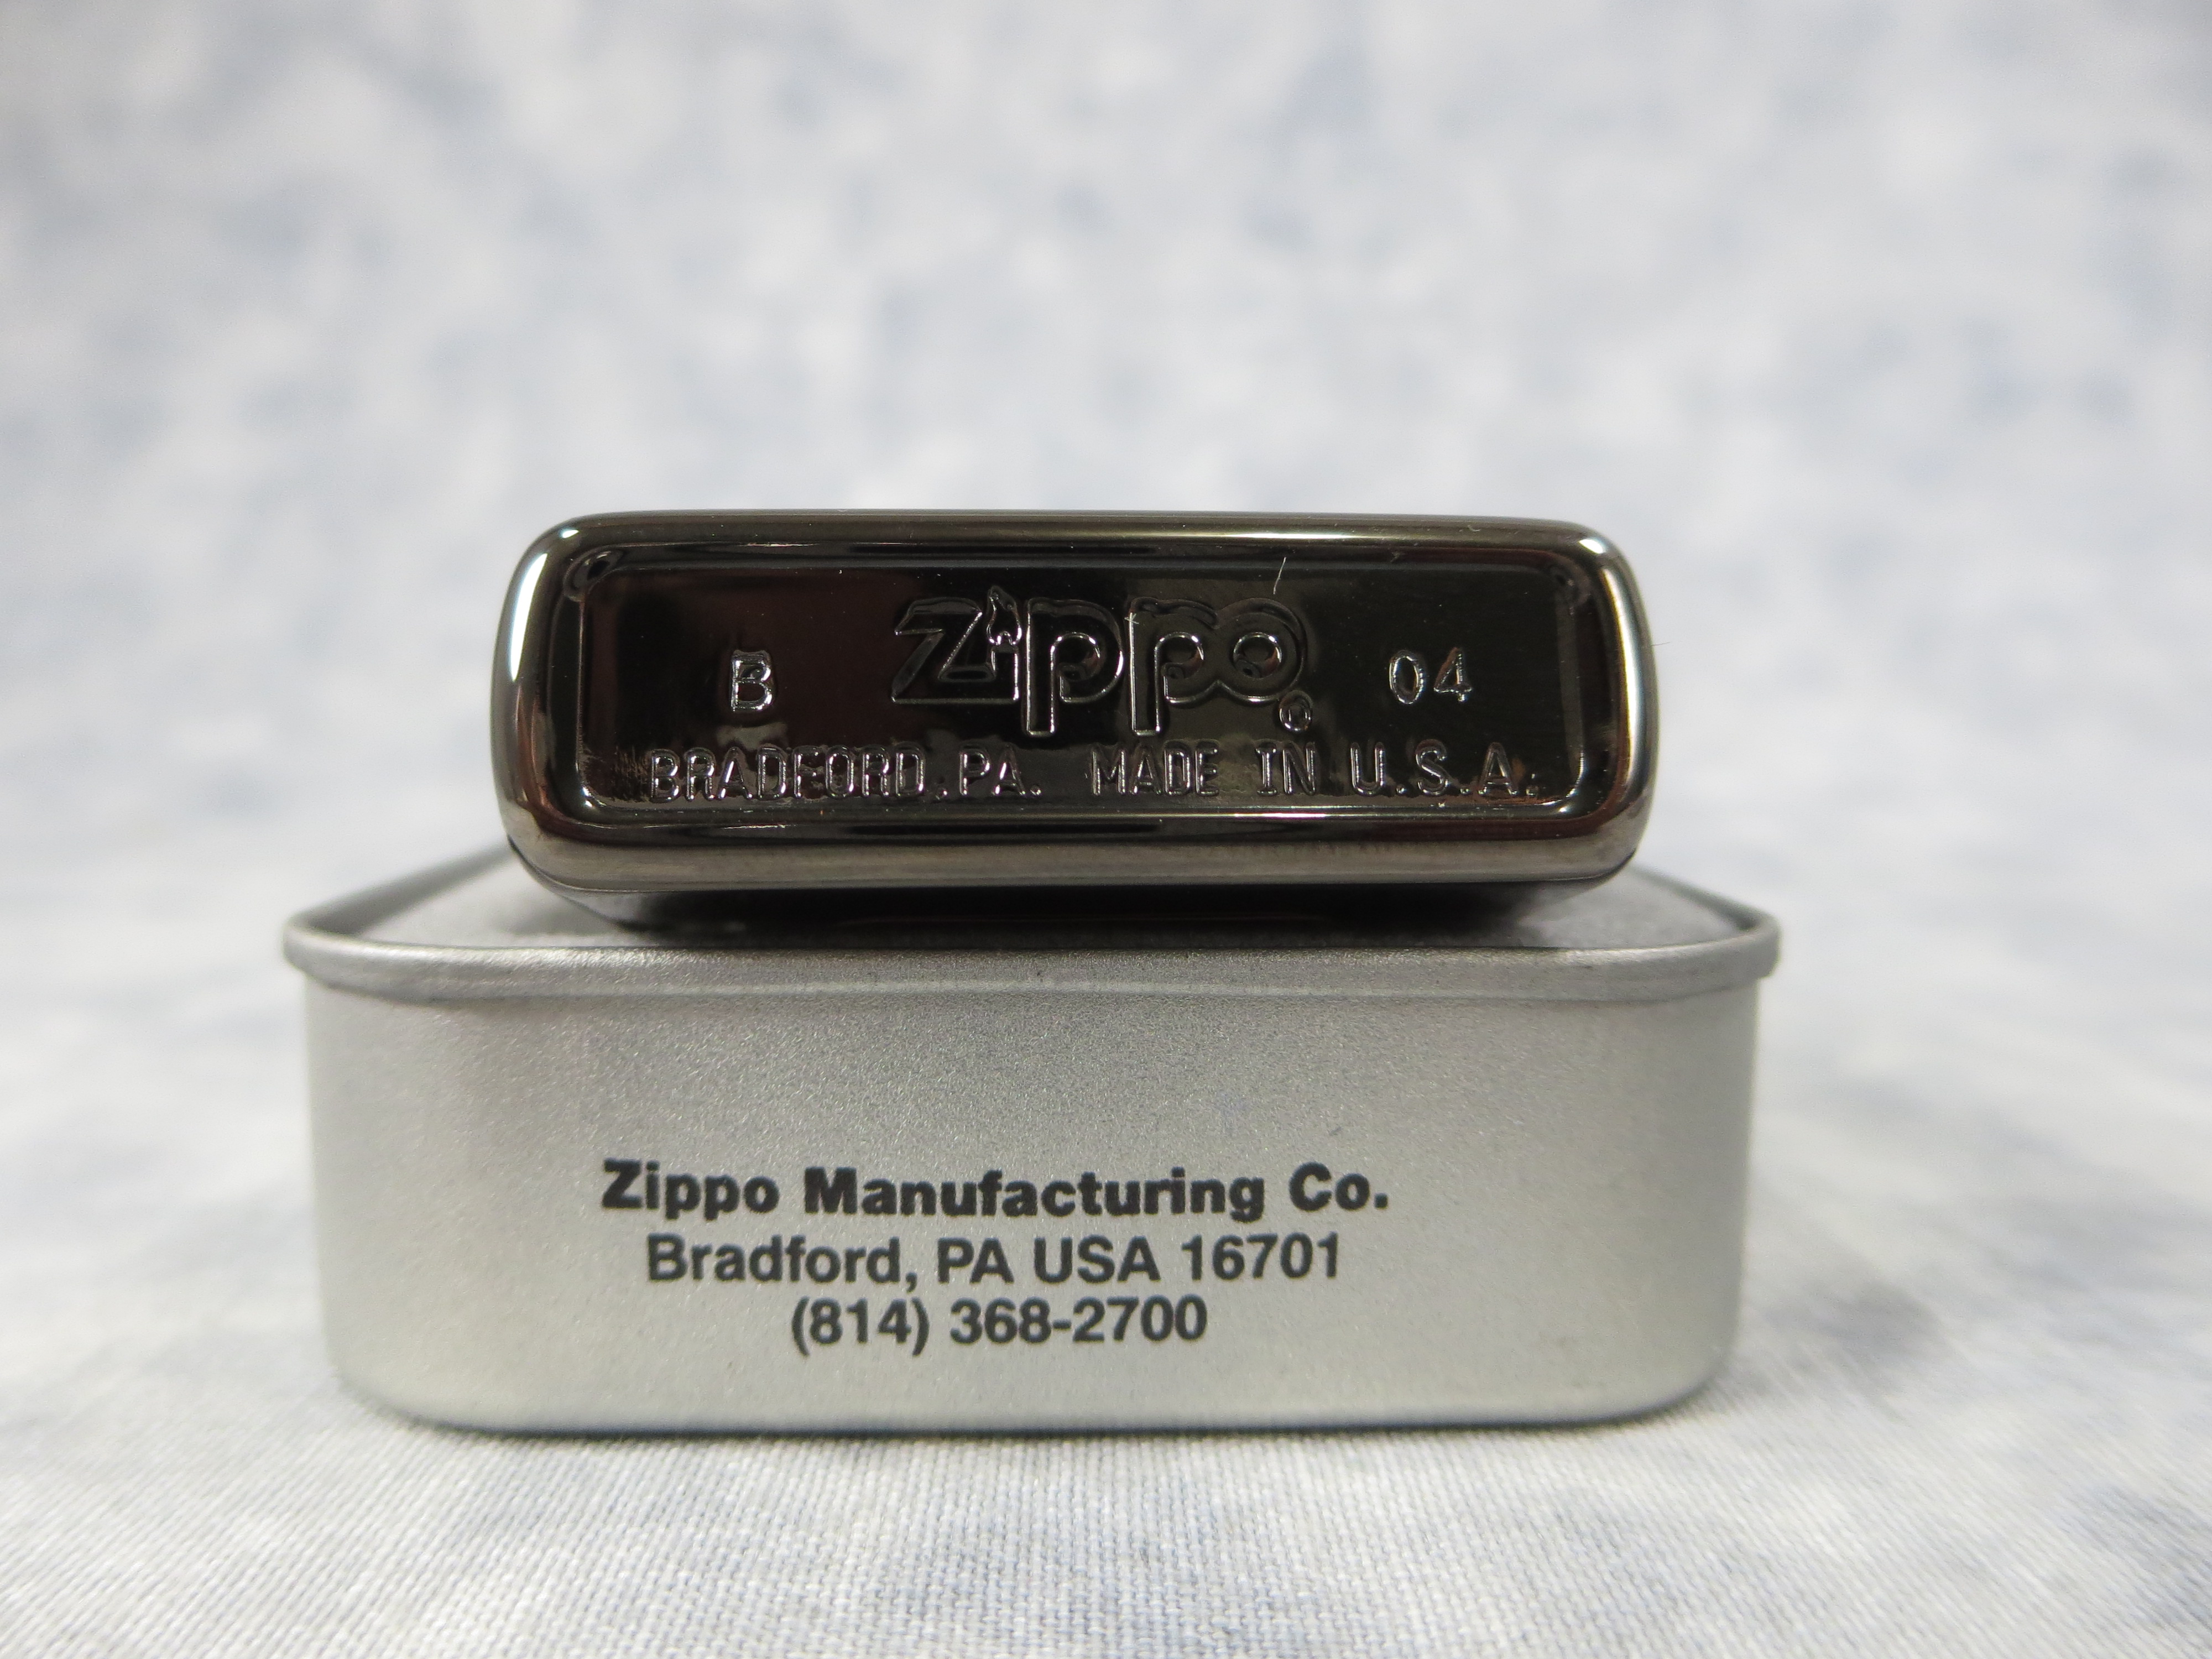 B Zippo® 04
BRADFORD,PA. MADE IN U.S.A.
Zippo Manufacturing Co.
Bradford, PA USA 16701
(814) 368-2700